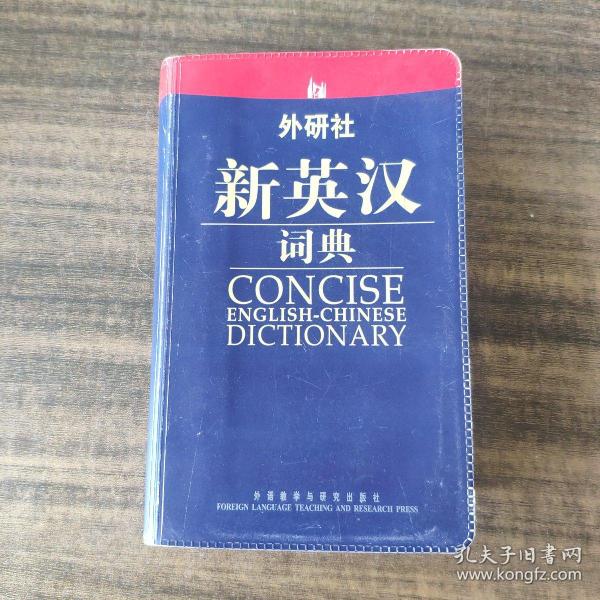 外研社
新英汉
词典
CONCISE
ENGLISH-CHINESE
DICTIONARY
外语教学与研究出版社
FOREIGN LANGUAGE TEACHING AND RESEARCH PRESS
孔夫子旧书网
www.kongfz.com